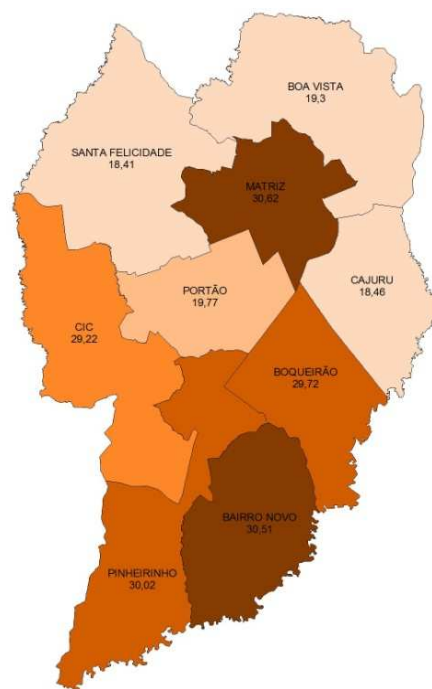 BOA VISTA
19,3
SANTA FELICIDADE
18,41
MATRIZ
30,62
CAJURU
18,46
PORTÃO
19,77
CIC
29,22
BOQUEIRÃO
29,72
BAIRRO NOVO
30,51
PINHEIRINHO
30,02